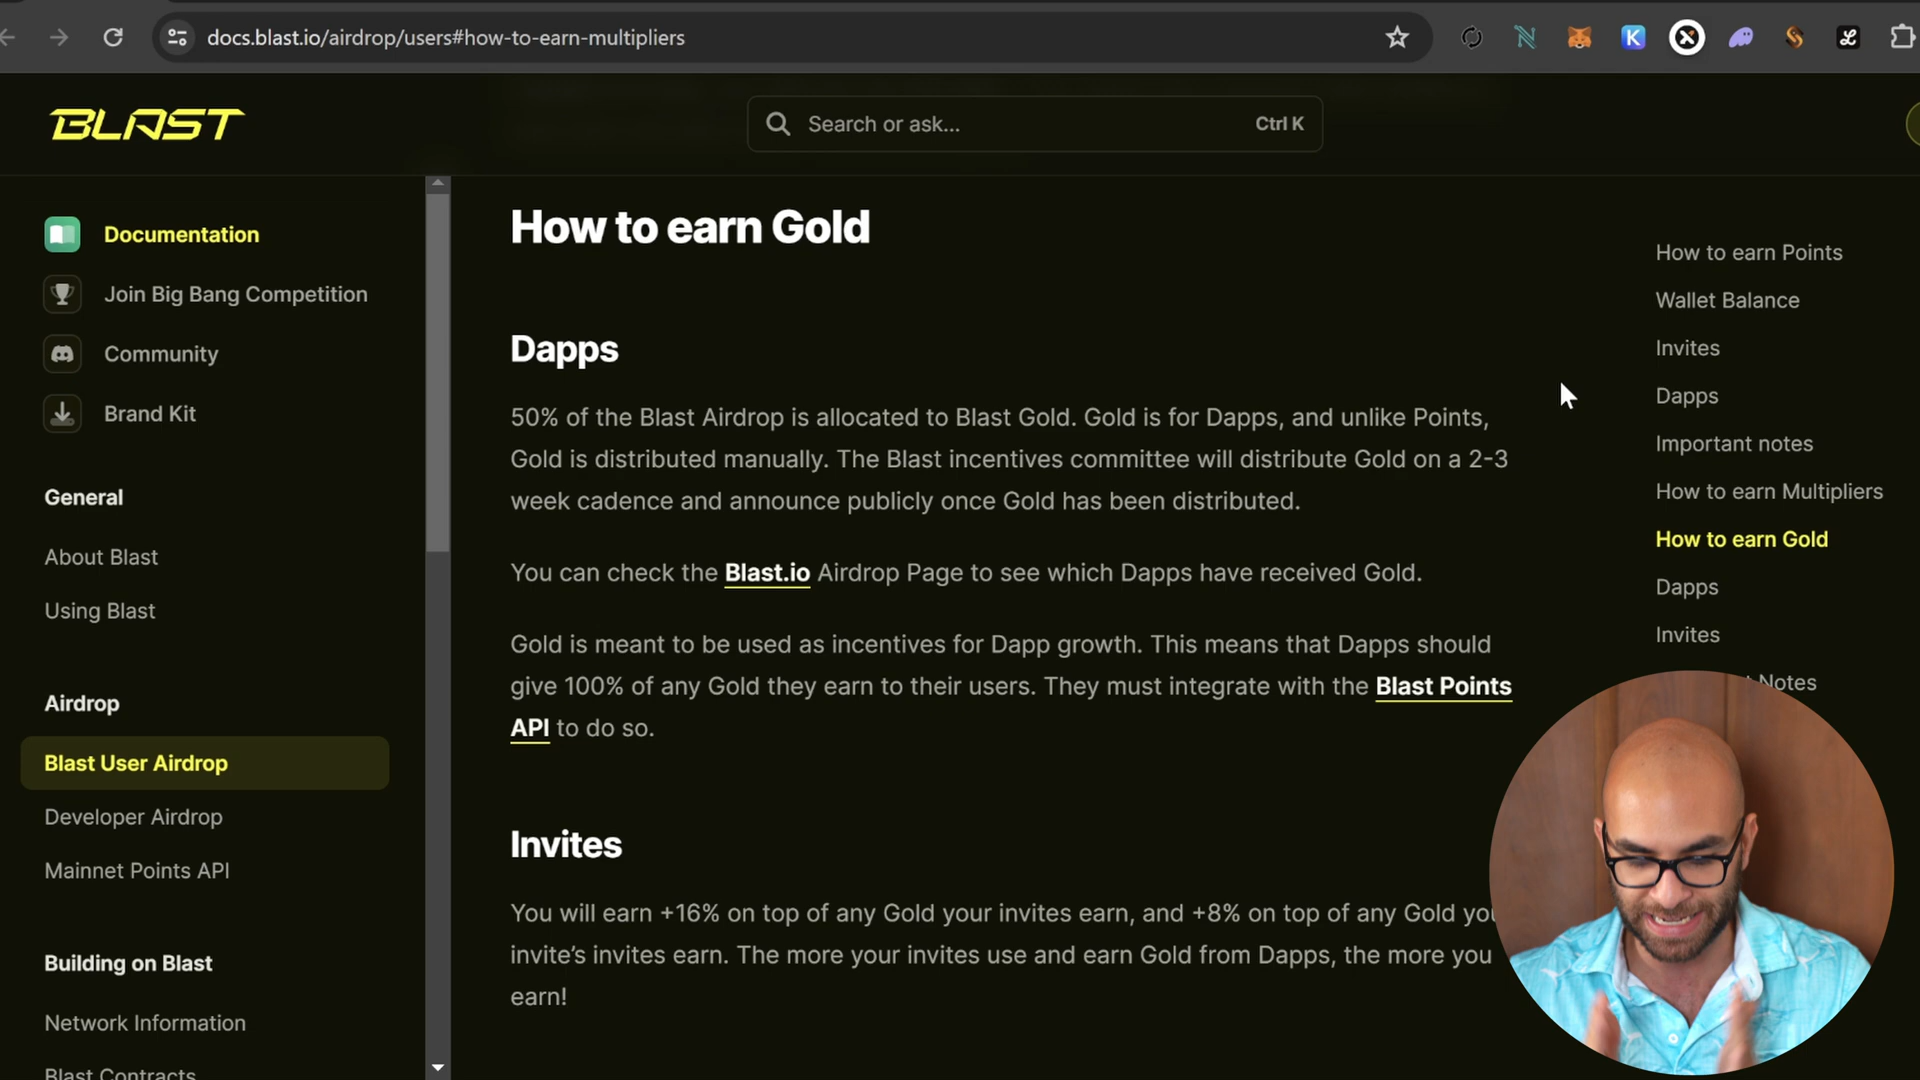 docs.blast.io/airdrop/users#how-to-earn-multipliers
BLAST
Search or ask...
Ctrl K
Documentation
Join Big Bang Competition
Community
Brand Kit
General
About Blast
Using Blast
Airdrop
Blast User Airdrop
Developer Airdrop
Mainnet Points API
Building on Blast
Network Information
Blast Contracts
How to earn Gold
Dapps
50% of the Blast Airdrop is allocated to Blast Gold. Gold is for Dapps, and unlike Points,
Gold is distributed manually. The Blast incentives committee will distribute Gold on a 2-3
week cadence and announce publicly once Gold has been distributed.
You can check the Blast.io Airdrop Page to see which Dapps have received Gold.
Gold is meant to be used as incentives for Dapp growth. This means that Dapps should
give 100% of any Gold they earn to their users. They must integrate with the Blast Points
API to do so.
Invites
You will earn +16% on top of any Gold your invites earn, and +8% on top of any Gold
invite's invites earn. The more your invites use and earn Gold from Dapps, the more you
earn!
How to earn Points
Wallet Balance
Invites
Dapps
Important notes
How to earn Multipliers
How to earn Gold
Dapps
Invites
Notes